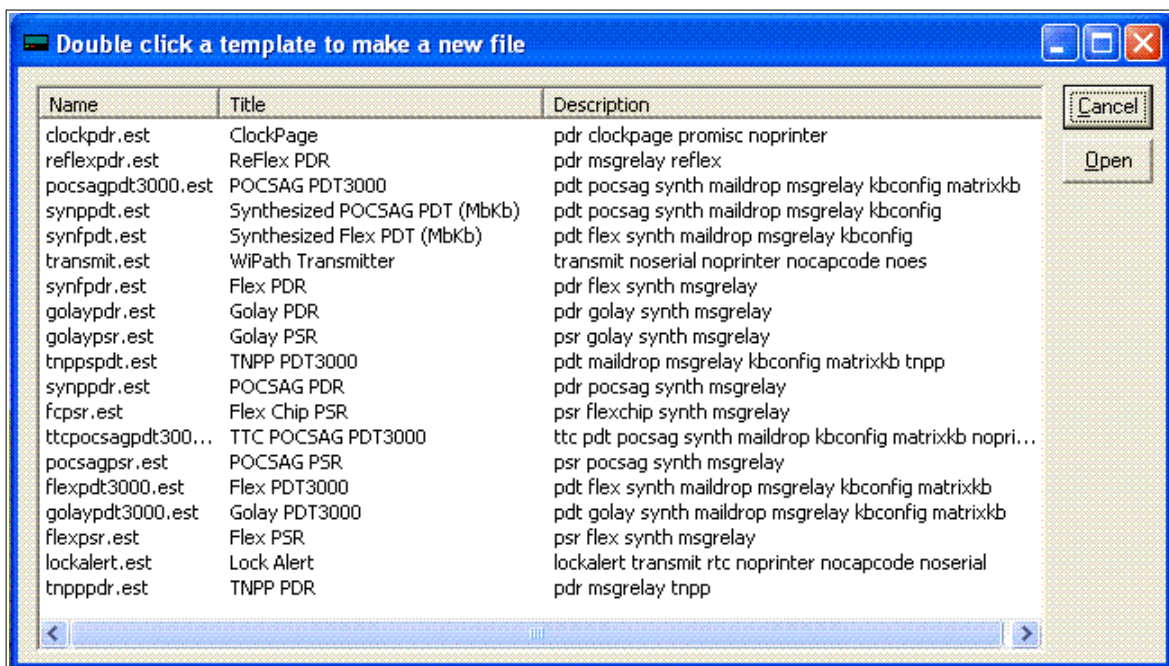 Double click a template to make a new file
Name Title Description
Cancel
clockpdr.est ClockPage pdr clockpage promisc noprinter
reflexpdr.est ReFlex PDR pdr msgrelay reflex
Open
pocsagpdt3000.est POCSAG PDT3000 pdt pocsag synth maildrop msgrelay kbconfig matrixkb
synppdt.est Synthesized POCSAG PDT (MbKb) pdt pocsag synth maildrop msgrelay kbconfig
synfpdt.est Synthesized Flex PDT (MbKb) pdt flex synth maildrop msgrelay kbconfig
transmit.est WiPath Transmitter transmit noserial noprinter nocapcode noes
synfpdr.est Flex PDR pdr flex synth msgrelay
golaypdr.est Golay PDR pdr golay synth msgrelay
golaypsr.est Golay PSR psr golay synth msgrelay
tnppspdt.est TNPP PDT3000 pdt maildrop msgrelay kbconfig matrixkb tnpp
synppdr.est POCSAG PDR pdr pocsag synth msgrelay
fcpsr.est Flex Chip PSR psr flexchip synth msgrelay
ttcpocsagpdt300... TTC POCSAG PDT3000 ttc pdt pocsag synth maildrop kbconfig matrixkb nopri...
pocsagpsr.est POCSAG PSR psr pocsag synth msgrelay
flexpdt3000.est Flex PDT3000 pdt flex synth maildrop msgrelay kbconfig matrixkb
golaypdt3000.est Golay PDT3000 pdt golay synth maildrop msgrelay kbconfig matrixkb
flexpsr.est Flex PSR psr flex synth msgrelay
lockalert.est Lock Alert lockalert transmit rtc noprinter nocapcode noserial
tnpppdr.est TNPP PDR pdr msgrelay tnpp